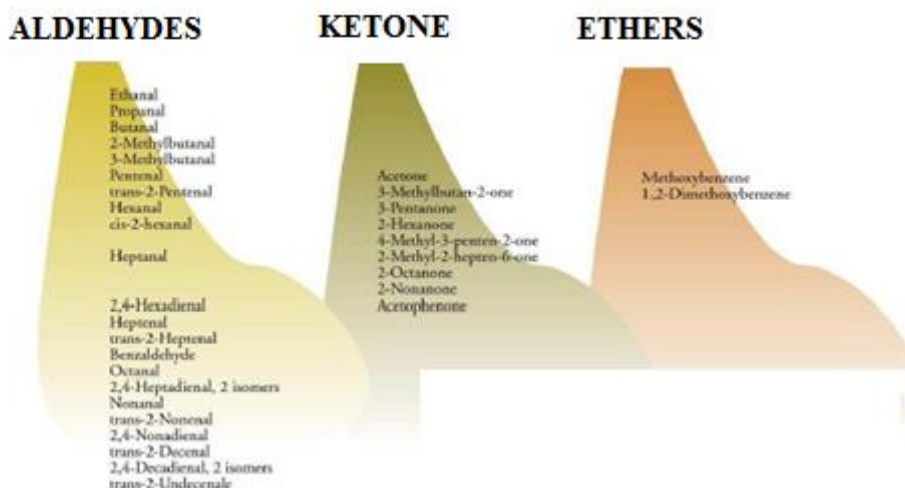 ALDEHYDES
Ethanal
Propanal
Butanal
2-Methylbutanal
3-Methylbutanal
Pentenal
trans-2-Pentenal
Hexanal
cis-2-hexanal
Heptanal
2,4-Hexadienal
Heptenal
trans-2-Heptenal
Benzaldehyde
Octanal
2,4-Heptadienal, 2 isomers
Nonanal
trans-2-Nonenal
2,4-Nonadienal
trans-2-Decenal
2,4-Decadienal, 2 isomers
trans-2-Undecenale
KETONE
Acetone
3-Methylbutan-2-one
3-Pentanone
2-Hexanone
4-Methyl-3-penten-2-one
2-Methyl-2-hepten-6-one
2-Octanone
2-Nonanone
Acetophenone
ETHERS
Methoxybenzene
1,2-Dimethoxybenzene